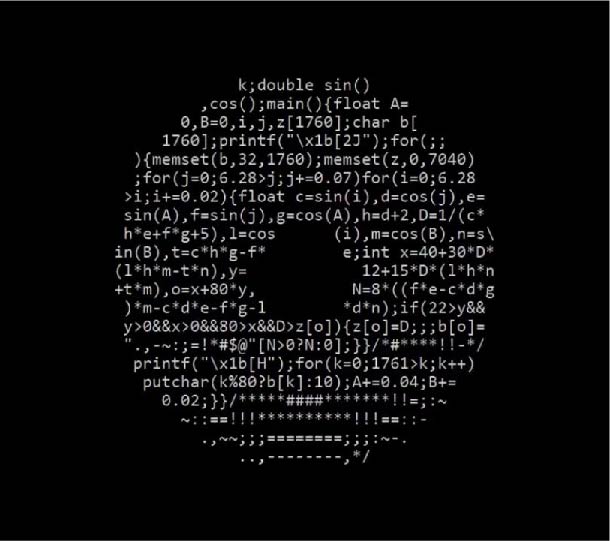 k;double sin()
,cos();main(){float A=
0,B=0,i,j,z[1760];char b[
1760];printf("\x1b[2J");for(;;
){memset(b,32,1760);memset(z,0,7040)
;for(j=0;6.28>j;j+=0.07)for(i=0;6.28
>i;i+=0.02){float c=sin(i),d=cos(j),e=
sin(A),f=sin(j),g=cos(A),h=d+2,D=1/(c*
h*e+f*g+5),l=cos (i),m=cos(B),n=s\
in(B),t=c*h*g-f* e;int x=40+30*D*
(l*h*m-t*n),y= 12+15*D*(l*h*n
+t*m),o=x+80*y, N=8*((f*e-c*d*g
)*m-c*d*e-f*g-l *d*n);if(22>y&&
y>0&&x>0&&80>x&&D>z[o]){z[o]=D;;;b[o]=
".,-~:;=!*#$@"[N>0?N:0];}}/*#****!!-*/
printf("\x1b[H");for(k=0;1761>k;k++)
putchar(k%80?b[k]:10);A+=0.04;B+=
0.02;}}/*****####*******!!=;:~
~::==!!!**********!!!==::-
.,~~;;;========;;;:~-.
..,--------,*/